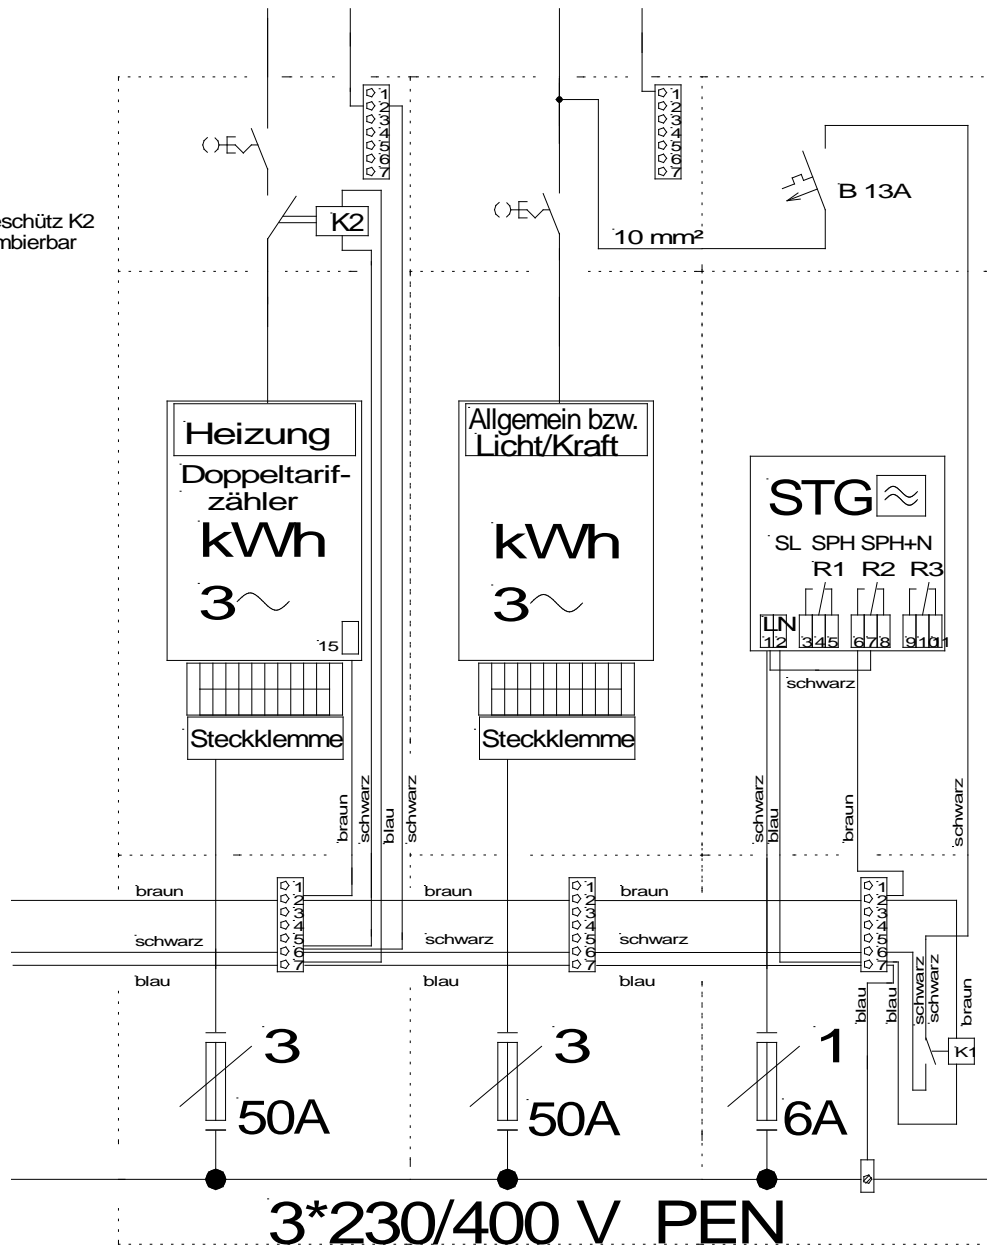 1
2
3
4
5
6
7
1
2
3
4
5
6
7
K2
B 13A
K2
10 mm²
Heizung
Doppeltarif-
zähler
kWh
3
15
Steckklemme
Allgemein bzw.
Licht/Kraft
kWh
3
Steckklemme
STG
SL SPH SPH+N
R1 R2 R3
LN
1 2 3 4 5 6 7 8 9 10 11
schwarz
braun
schwarz
blau
schwarz
schwarz
blau
braun
schwarz
braun
schwarz
blau
1
2
3
4
5
6
7
braun
schwarz
blau
1
2
3
4
5
6
7
braun
schwarz
blau
1
2
3
4
5
6
7
blau
blau
schwarz
schwarz
braun
K1
3
50A
3
50A
1
6A
3*230/400 V PEN